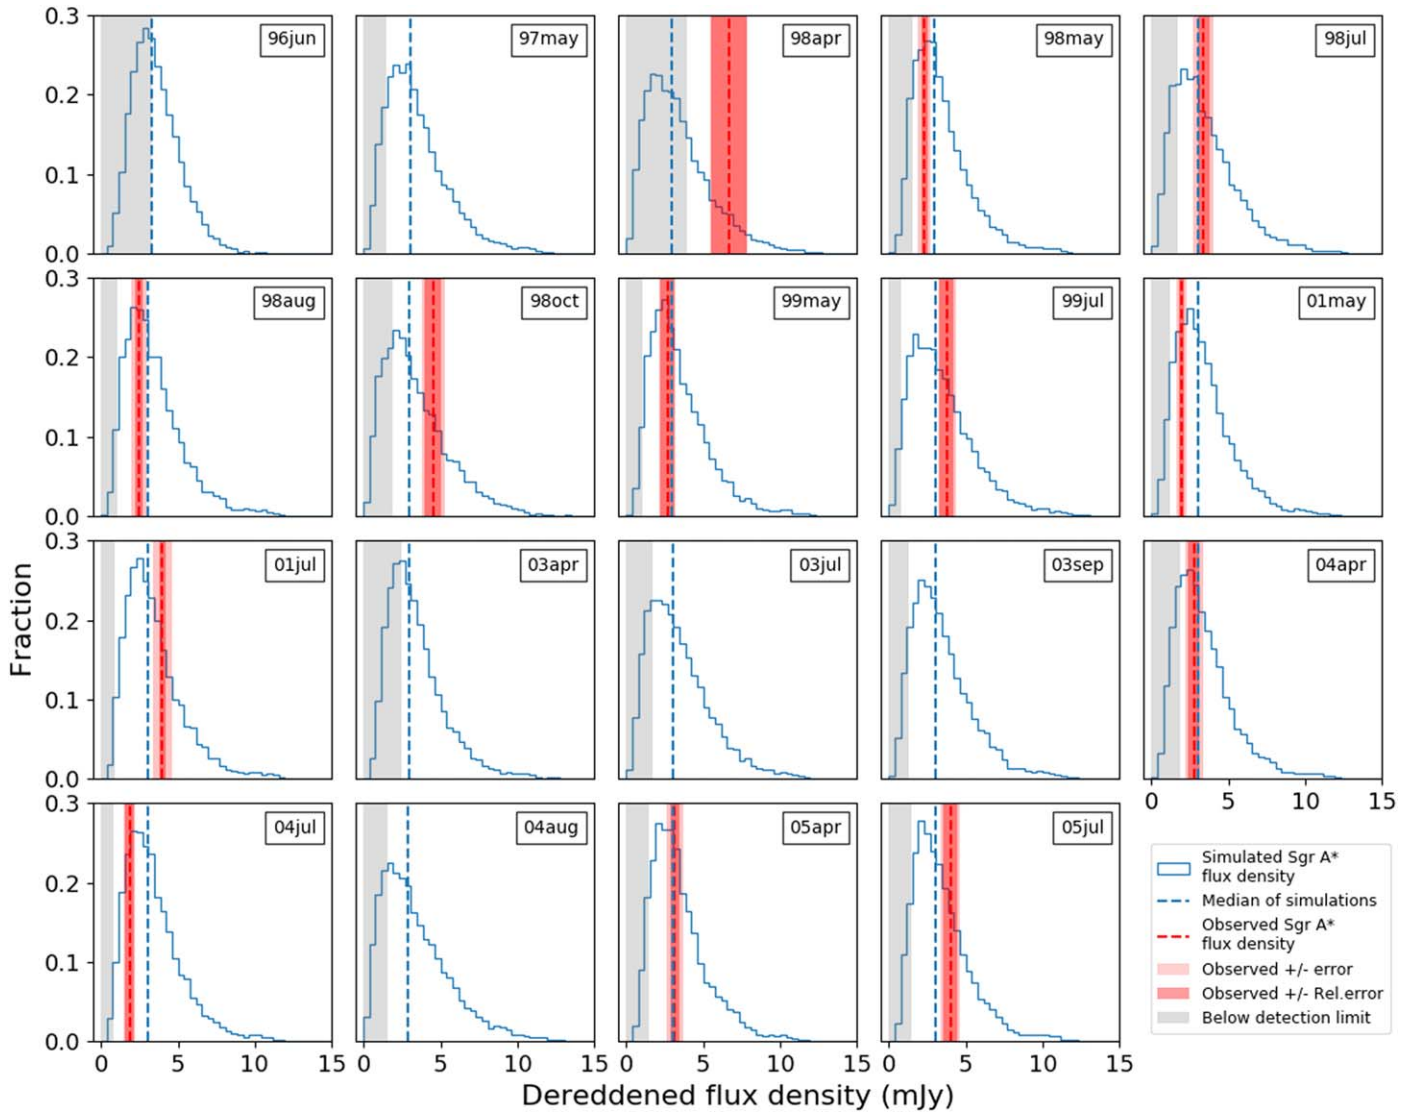 0.3
0.2
0.1
0.0
96jun
97may
98apr
98may
98jul
0.3
0.2
0.1
0.0
98aug
98oct
99may
99jul
01may
0.3
0.2
0.1
0.0
01jul
03apr
03jul
03sep
04apr
0 5 10 15
Fraction
0.3
0.2
0.1
0.0
04jul
04aug
05apr
05jul
0 5 10 15
0 5 10 15
0 5 10 15
0 5 10 15
Dereddened flux density (mJy)
Simulated Sgr A*
flux density
Median of simulations
Observed Sgr A*
flux density
Observed +/- error
Observed +/- Rel.error
Below detection limit